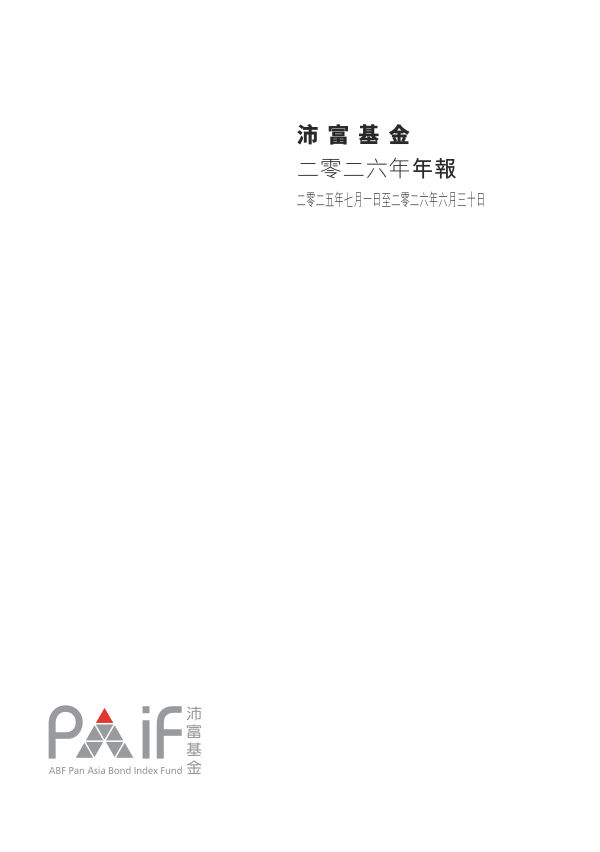 沛富基金
二零二六年年報
二零二五年七月一日至二零二六年六月三十日
PAiF
沛富基金
ABF Pan Asia Bond Index Fund